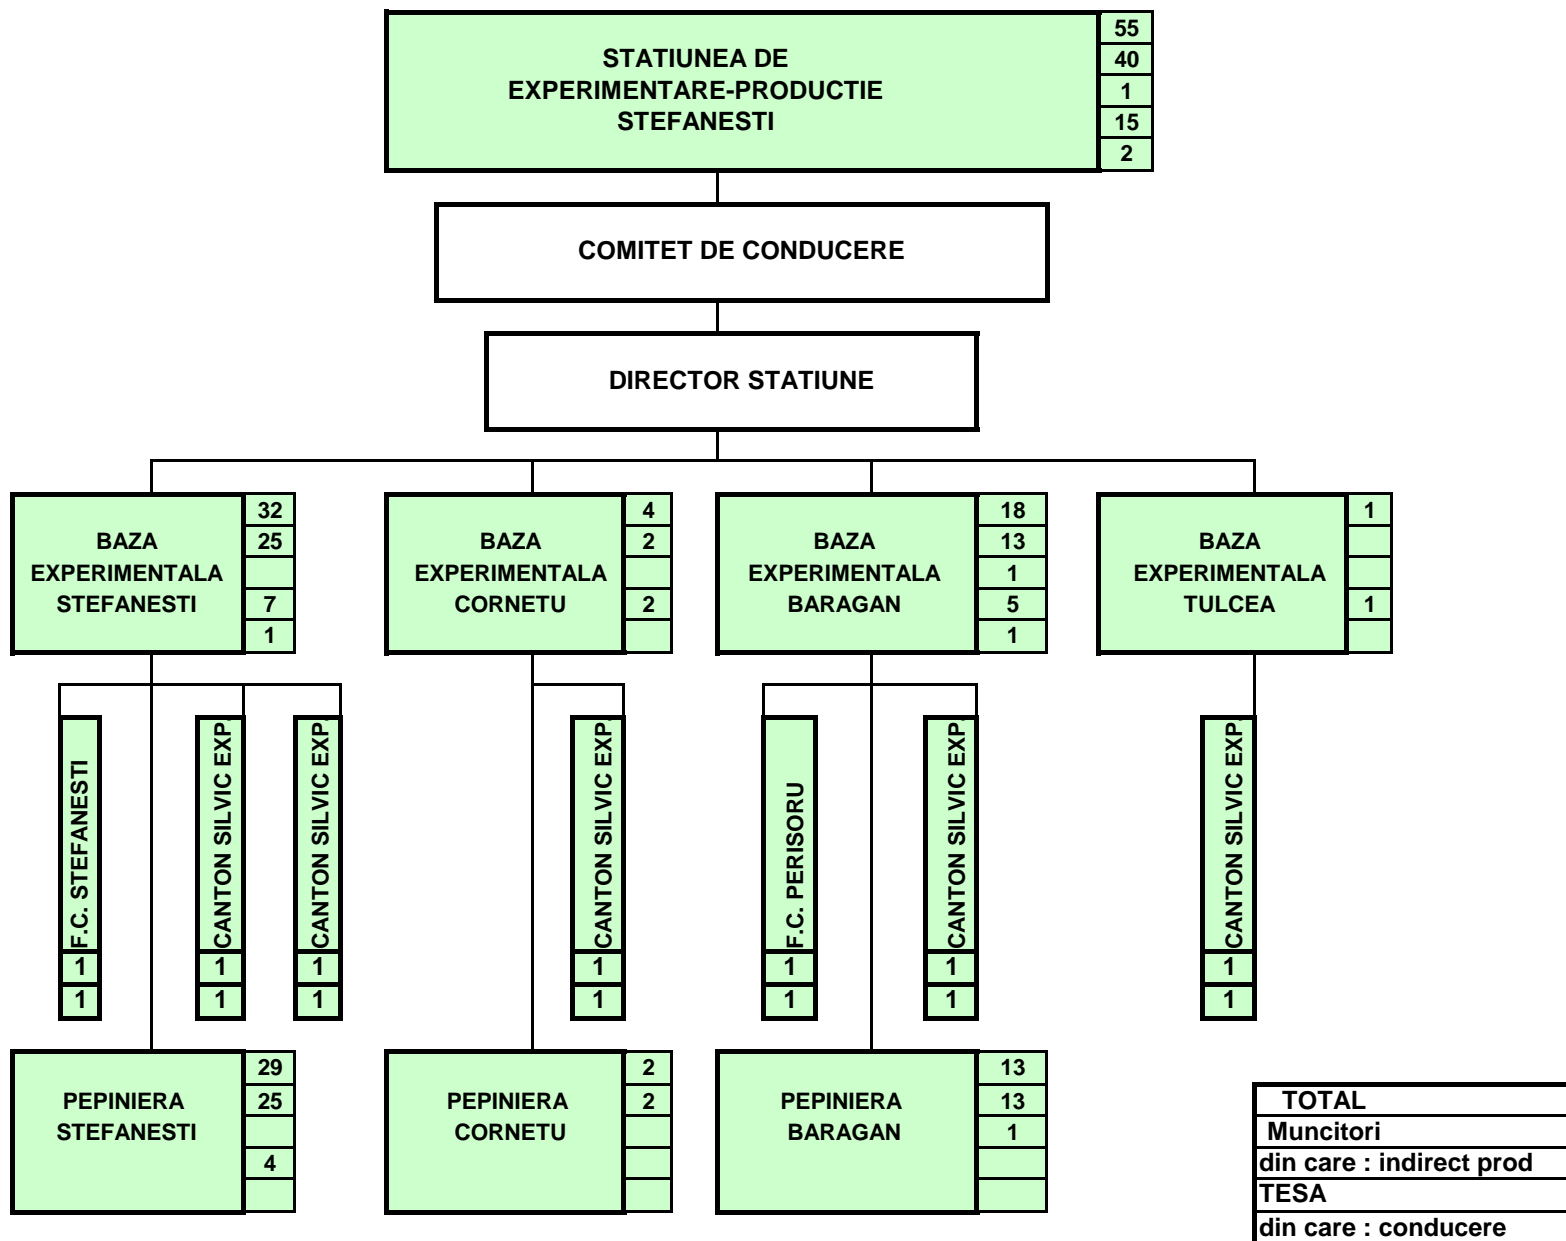 STATIUNEA DE
EXPERIMENTARE-PRODUCTIE
STEFANESTI
55
40
1
15
2
COMITET DE CONDUCERE
DIRECTOR STATIUNE
BAZA
EXPERIMENTALA
STEFANESTI
32
25
7
1
BAZA
EXPERIMENTALA
CORNETU
4
2
2
BAZA
EXPERIMENTALA
BARAGAN
18
13
1
5
1
BAZA
EXPERIMENTALA
TULCEA
1
1
F.C. STEFANESTI
1
1
CANTON SILVIC EXP.
1
1
CANTON SILVIC EXP.
1
1
CANTON SILVIC EXP.
1
1
F.C. PERISORU
1
1
CANTON SILVIC EXP.
1
1
CANTON SILVIC EXP.
1
1
PEPINIERA
STEFANESTI
29
25
4
PEPINIERA
CORNETU
2
2
PEPINIERA
BARAGAN
13
13
1
TOTAL
Muncitori
din care : indirect prod
TESA
din care : conducere